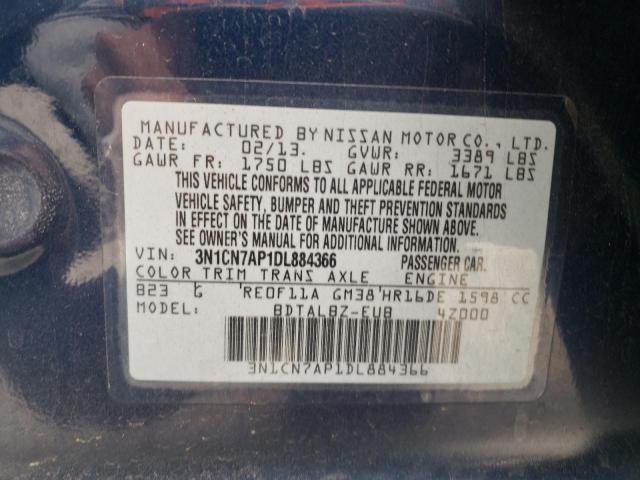 MANUFACTURED BY NISSAN MOTOR CO., LTD.
DATE: 02/13. GVWR: 3389 LBS
GAWR FR: 1750 LBS GAWR RR: 1671 LBS
THIS VEHICLE CONFORMS TO ALL APPLICABLE FEDERAL MOTOR
VEHICLE SAFETY, BUMPER AND THEFT PREVENTION STANDARDS
IN EFFECT ON THE DATE OF MANUFACTURE SHOWN ABOVE.
SEE OWNER'S MANUAL FOR ADDITIONAL INFORMATION.
VIN: 3N1CN7AP1DL884366 PASSENGER CAR.
COLOR TRIM TRANS AXLE ENGINE
B23 G RE0F11A GM38 HR16DE 1598 CC
MODEL: BDTALBZ-EUB 4Z000
3N1CN7AP1DL884366